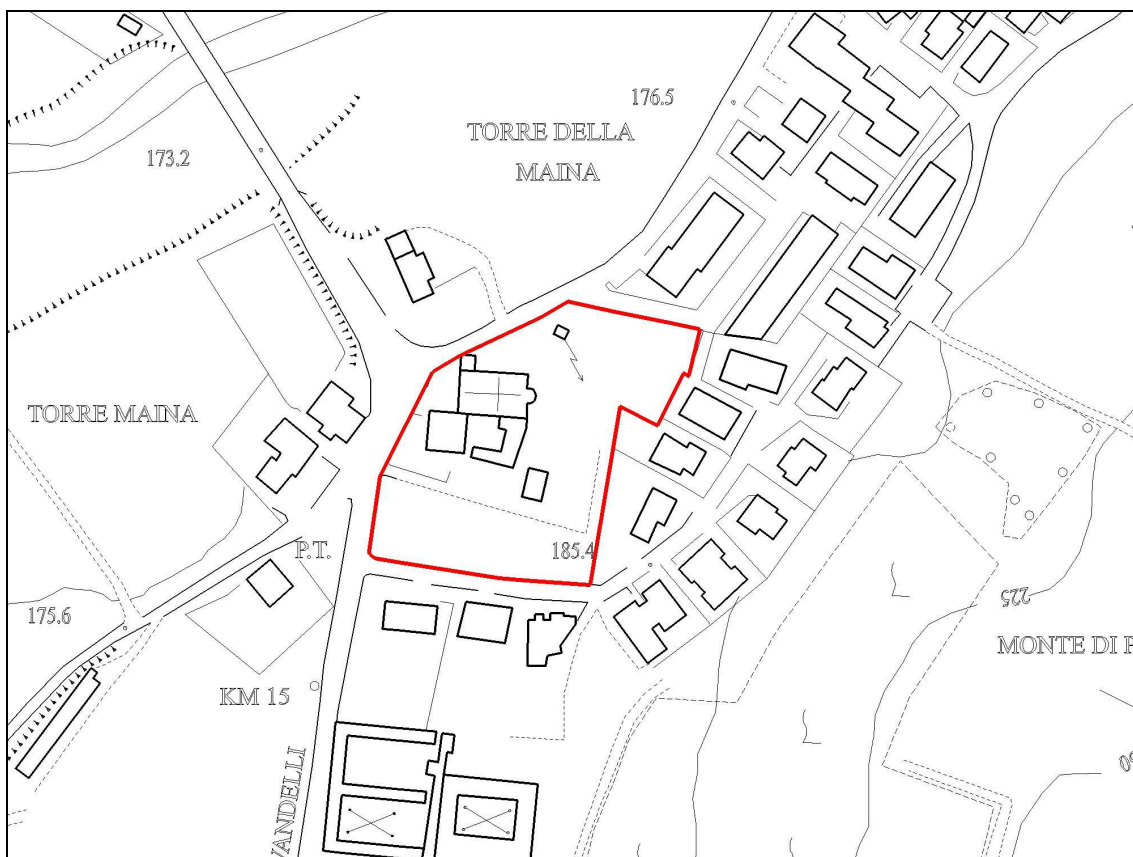 176.5
TORRE DELLA
MAINA
173.2
TORRE MAINA
P.T.
185.4
175.6
225
MONTE DI
KM 15
VANDELLI